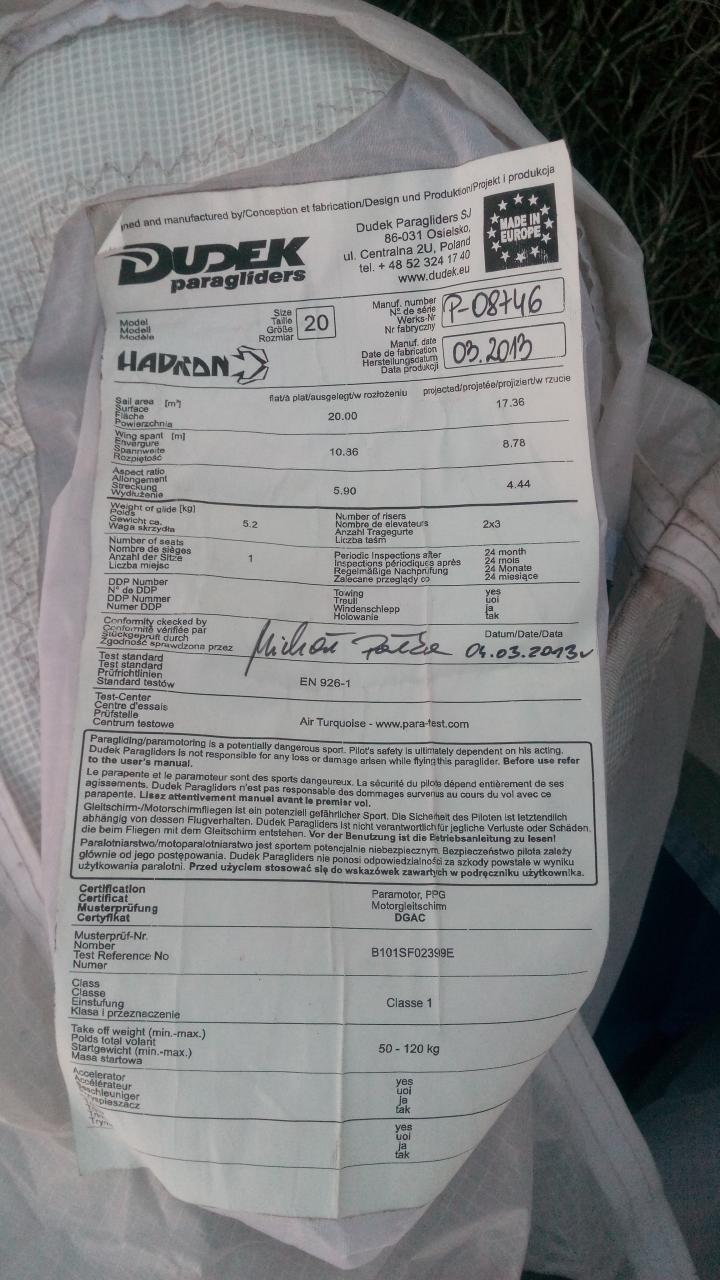 ned and manufactured by/Conception et fabrication/Design und Produktion/Projekt i produkcja
DUDEK
paragliders
Dudek Paragliders SJ
86-031 Osielsko,
ul. Centralna 2U, Poland
tel. + 48 52 324 17 40
www.dudek.eu
MADE IN
EUROPE
Model
Modell
Modèle
HADRON
Size
Taille
Größe
Rozmiar
20
Manuf. number
N° de série
Werks-Nr
Nr fabryczny
P-08746
Manuf. date
Date de fabrication
Herstellungsdatum
Data produkcji
03.2013
flat/à plat/ausgelegt/w rozłożeniu
projected/projetée/projiziert/w rzucie
Sail area [m²]
Surface
Fläche
Powierzchnia
20.00
17.36
Wing spant [m]
Envergure
Spannweite
Rozpiętość
10.86
8.78
Aspect ratio
Allongement
Streckung
Wydłużenie
5.90
4.44
Weight of glide [kg]
Poids
Gewicht ca.
Waga skrzydła
5.2
Number of risers
Nombre de elevateurs
Anzahl Tragegurte
Liczba taśm
2x3
Number of seats
Nombre de sièges
Anzahl der Sitze
Liczba miejsc
1
Periodic Inspections after
Inspections périodiques après
Regelmäßige Nachprüfung
Zalecane przeglądy co
24 month
24 mois
24 Monate
24 miesiące
DDP Number
N° de DDP
DDP Nummer
Numer DDP
Towing
Treuil
Windenschlepp
Holowanie
yes
uoi
ja
tak
Conformity checked by
Conformité vérifiée par
Stückgeprüft durch
Zgodność sprawdzona przez
Datum/Date/Data
04.03.2013
Test standard
Test standard
Prüfrichtlinien
Standard testów
EN 926-1
Test-Center
Centre d'essais
Prüfstelle
Centrum testowe
Air Turquoise - www.para-test.com
Paragliding/paramotoring is a potentially dangerous sport. Pilot's safety is ultimately dependent on his acting.
Dudek Paragliders is not responsible for any loss or damage arisen while flying this paraglider. Before use refer
to the user's manual.
Le parapente et le paramoteur sont des sports dangeureux. La sécurité du pilote dépend entièrement de ses
agissements. Dudek Paragliders n'est pas responsable des dommages survenus au cours du vol avec ce
parapente. Lisez attentivement manuel avant le premier vol.
Gleitschirm-/Motorschirmfliegen ist ein potenziell gefährlicher Sport. Die Sicherheit des Piloten ist letztendlich
abhängig von dessen Flugverhalten. Dudek Paragliders ist nicht verantwortlich für jegliche Verluste oder Schäden,
die beim Fliegen mit dem Gleitschirm entstehen. Vor der Benutzung ist die Betriebsanleitung zu lesen!
Paralotniarstwo/motoparalotniarstwo jest sportem potencjalnie niebezpiecznym. Bezpieczeństwo pilota zależy
głównie od jego postępowania. Dudek Paragliders nie ponosi odpowiedzialności za szkody powstałe w wyniku
użytkowania paralotni. Przed użyciem stosować się do wskazówek zawartych w podręczniku użytkownika.
Certification
Certificat
Musterprüfung
Certyfikat
Paramotor, PPG
Motorgleitschirm
DGAC
Musterprüf-Nr.
Nomber
Test Reference No
Numer
B101SF02399E
Class
Classe
Einstufung
Klasa i przeznaczenie
Classe 1
Take off weight (min.-max.)
Poids total volant
Startgewicht (min.-max.)
Masa startowa
50 - 120 kg
Accelerator
Accélérateur
eschleuniger
yspieszacz
yes
uoi
ja
tak
yes
uoi
ja
tak